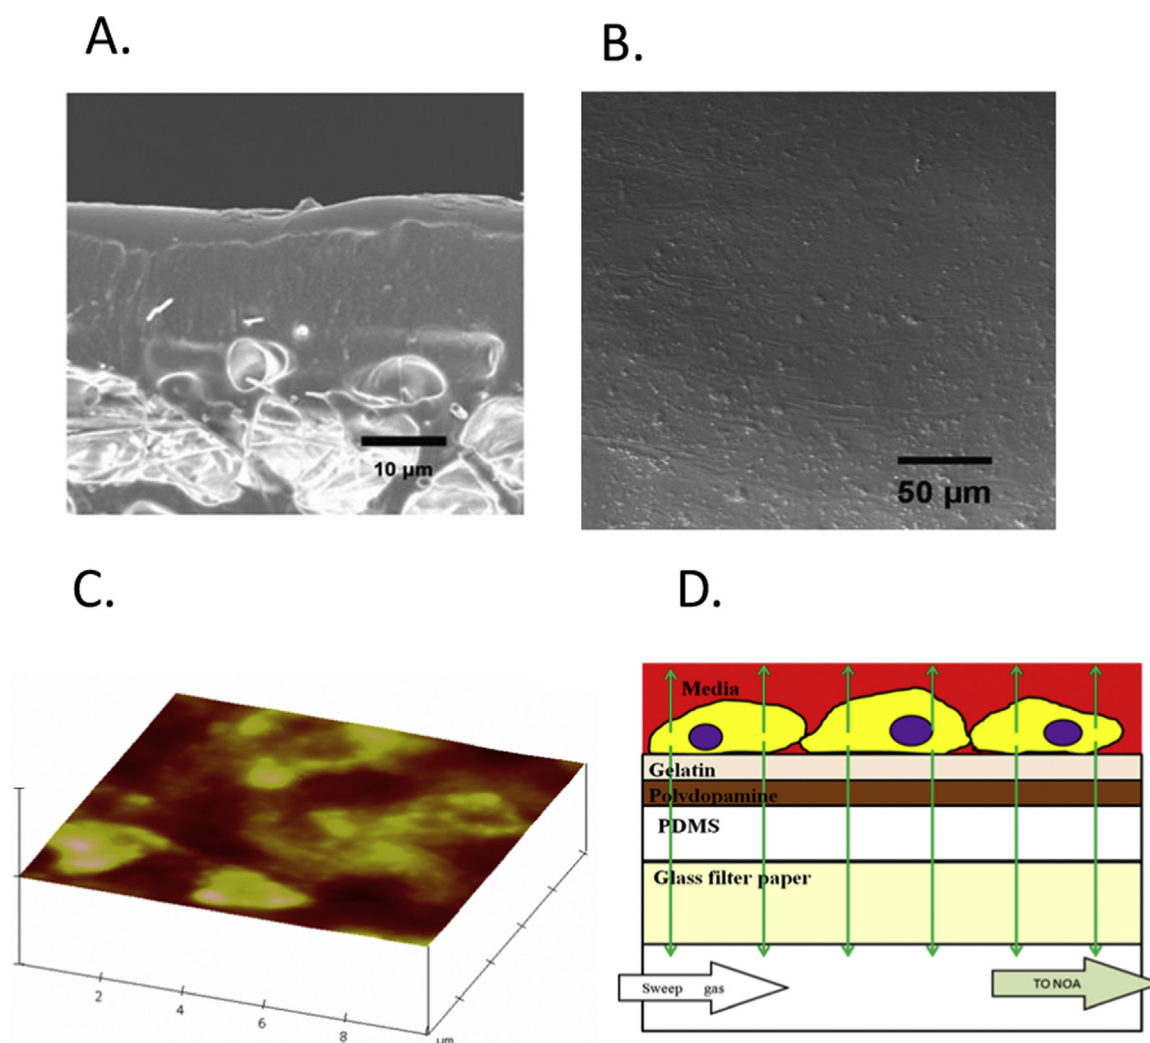 A.
B.
10 µm
50 µm
C.
D.
2
4
6
8
µm
Media
Gelatin
Polydopamine
PDMS
Glass filter paper
Sweep gas
TO NOA